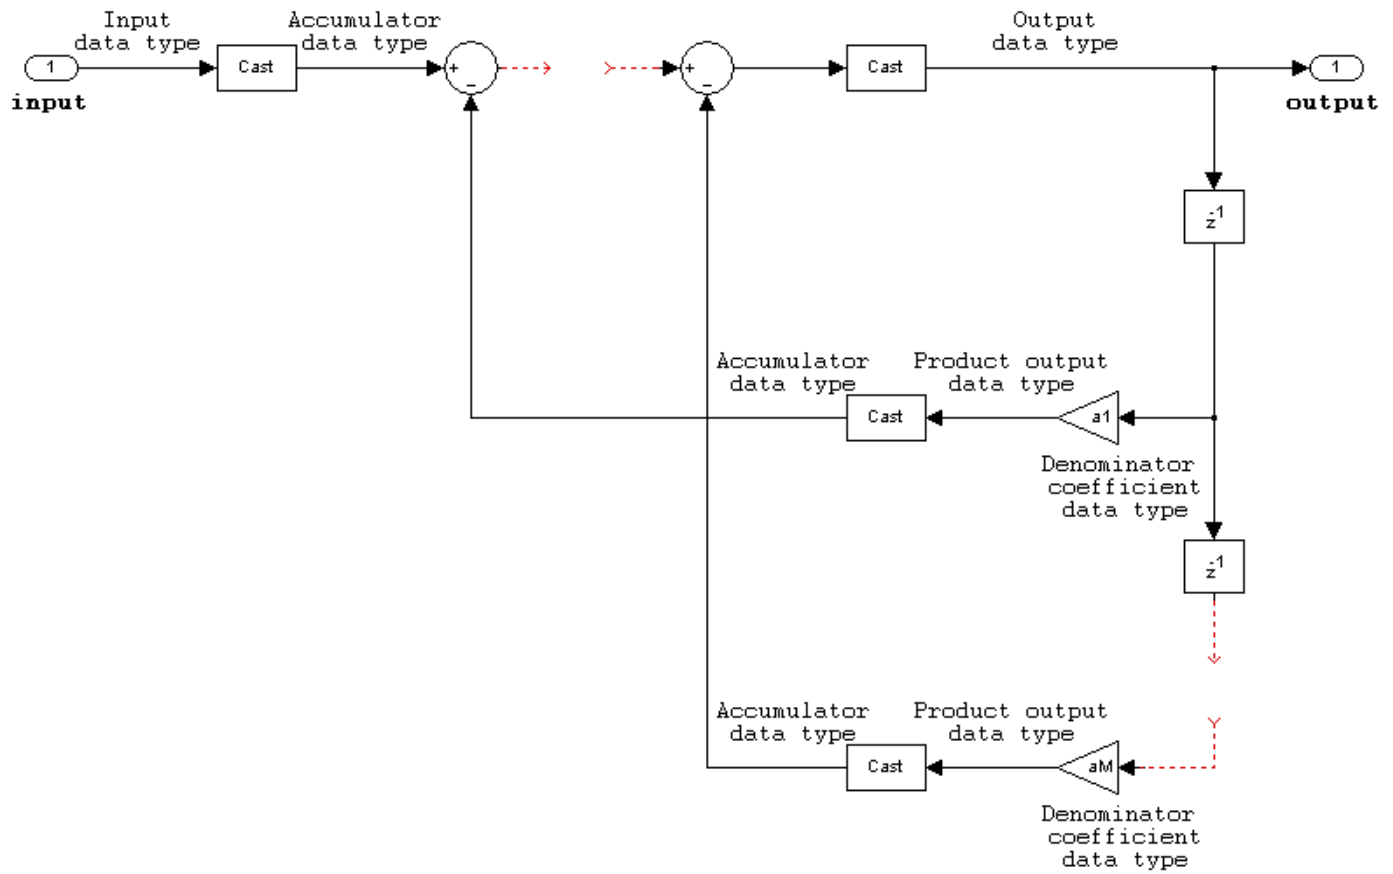 Input
data type
Accumulator
data type
Output
data type
1
Cast
+
−
+
−
Cast
1
input
output
z-1
Accumulator
data type
Product output
data type
Cast
a1
Denominator
coefficient
data type
z-1
Accumulator
data type
Product output
data type
Cast
aM
Denominator
coefficient
data type